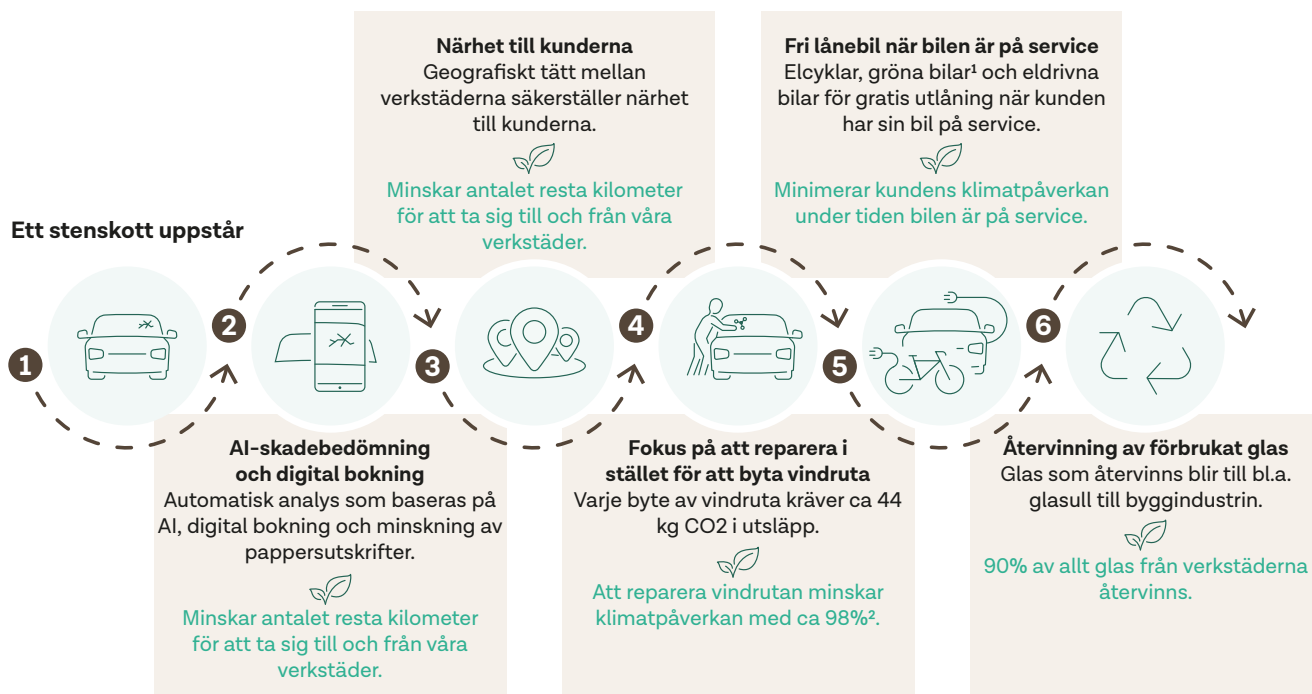 Ett stenskott uppstår
1
2
AI-skadebedömning
och digital bokning
Automatisk analys som baseras på
AI, digital bokning och minskning av
pappersutskrifter.
Minskar antalet resta kilometer
för att ta sig till och från våra
verkstäder.
3
Närhet till kunderna
Geografiskt tätt mellan
verkstäderna säkerställer närhet
till kunderna.
Minskar antalet resta kilometer
för att ta sig till och från våra
verkstäder.
4
Fokus på att reparera i
stället för att byta vindruta
Varje byte av vindruta kräver ca 44
kg CO2 i utsläpp.
Att reparera vindrutan minskar
klimatpåverkan med ca 98%².
5
Fri lånebil när bilen är på service
Elcyklar, gröna bilar¹ och eldrivna
bilar för gratis utlåning när kunden
har sin bil på service.
Minimerar kundens klimatpåverkan
under tiden bilen är på service.
6
Återvinning av förbrukat glas
Glas som återvinns blir till bl.a.
glasull till byggindustrin.
90% av allt glas från verkstäderna
återvinns.